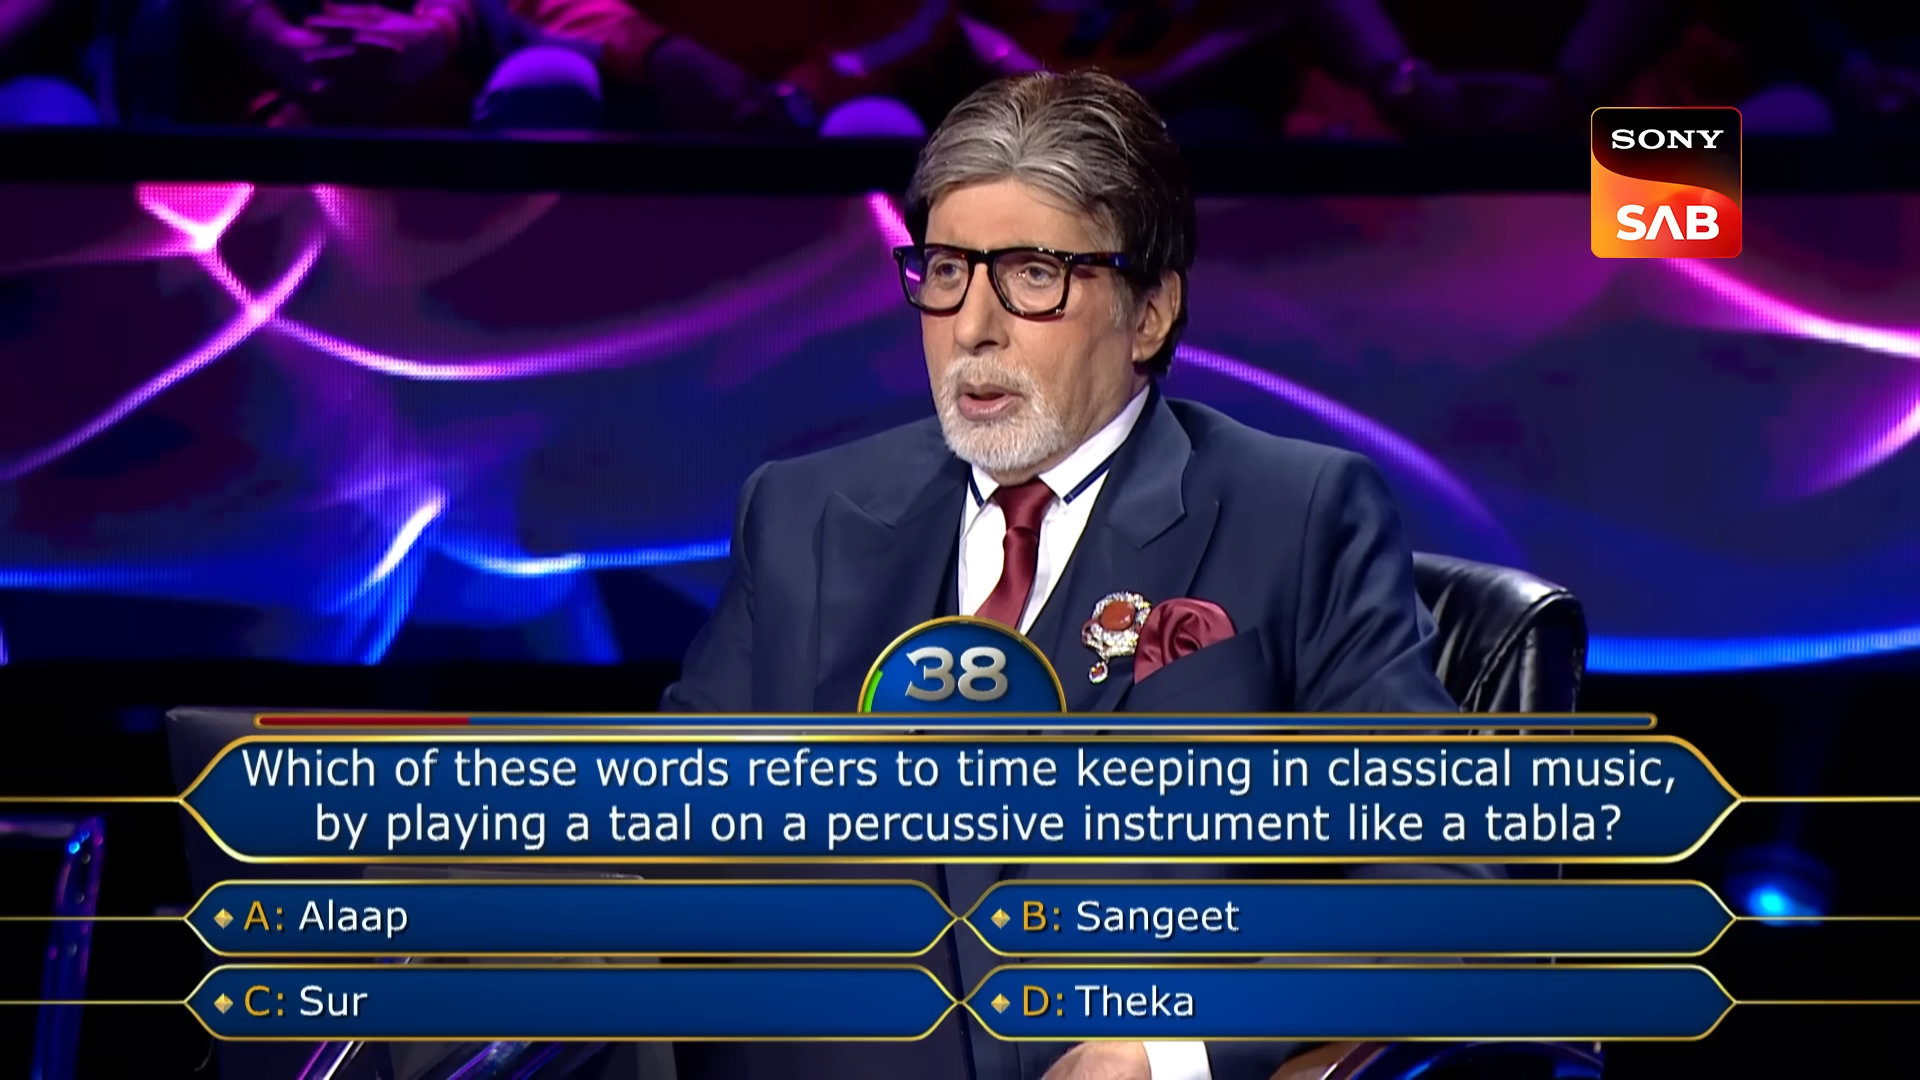 SONY
SAB
38
Which of these words refers to time keeping in classical music,
by playing a taal on a percussive instrument like a tabla?
A: Alaap
B: Sangeet
C: Sur
D: Theka